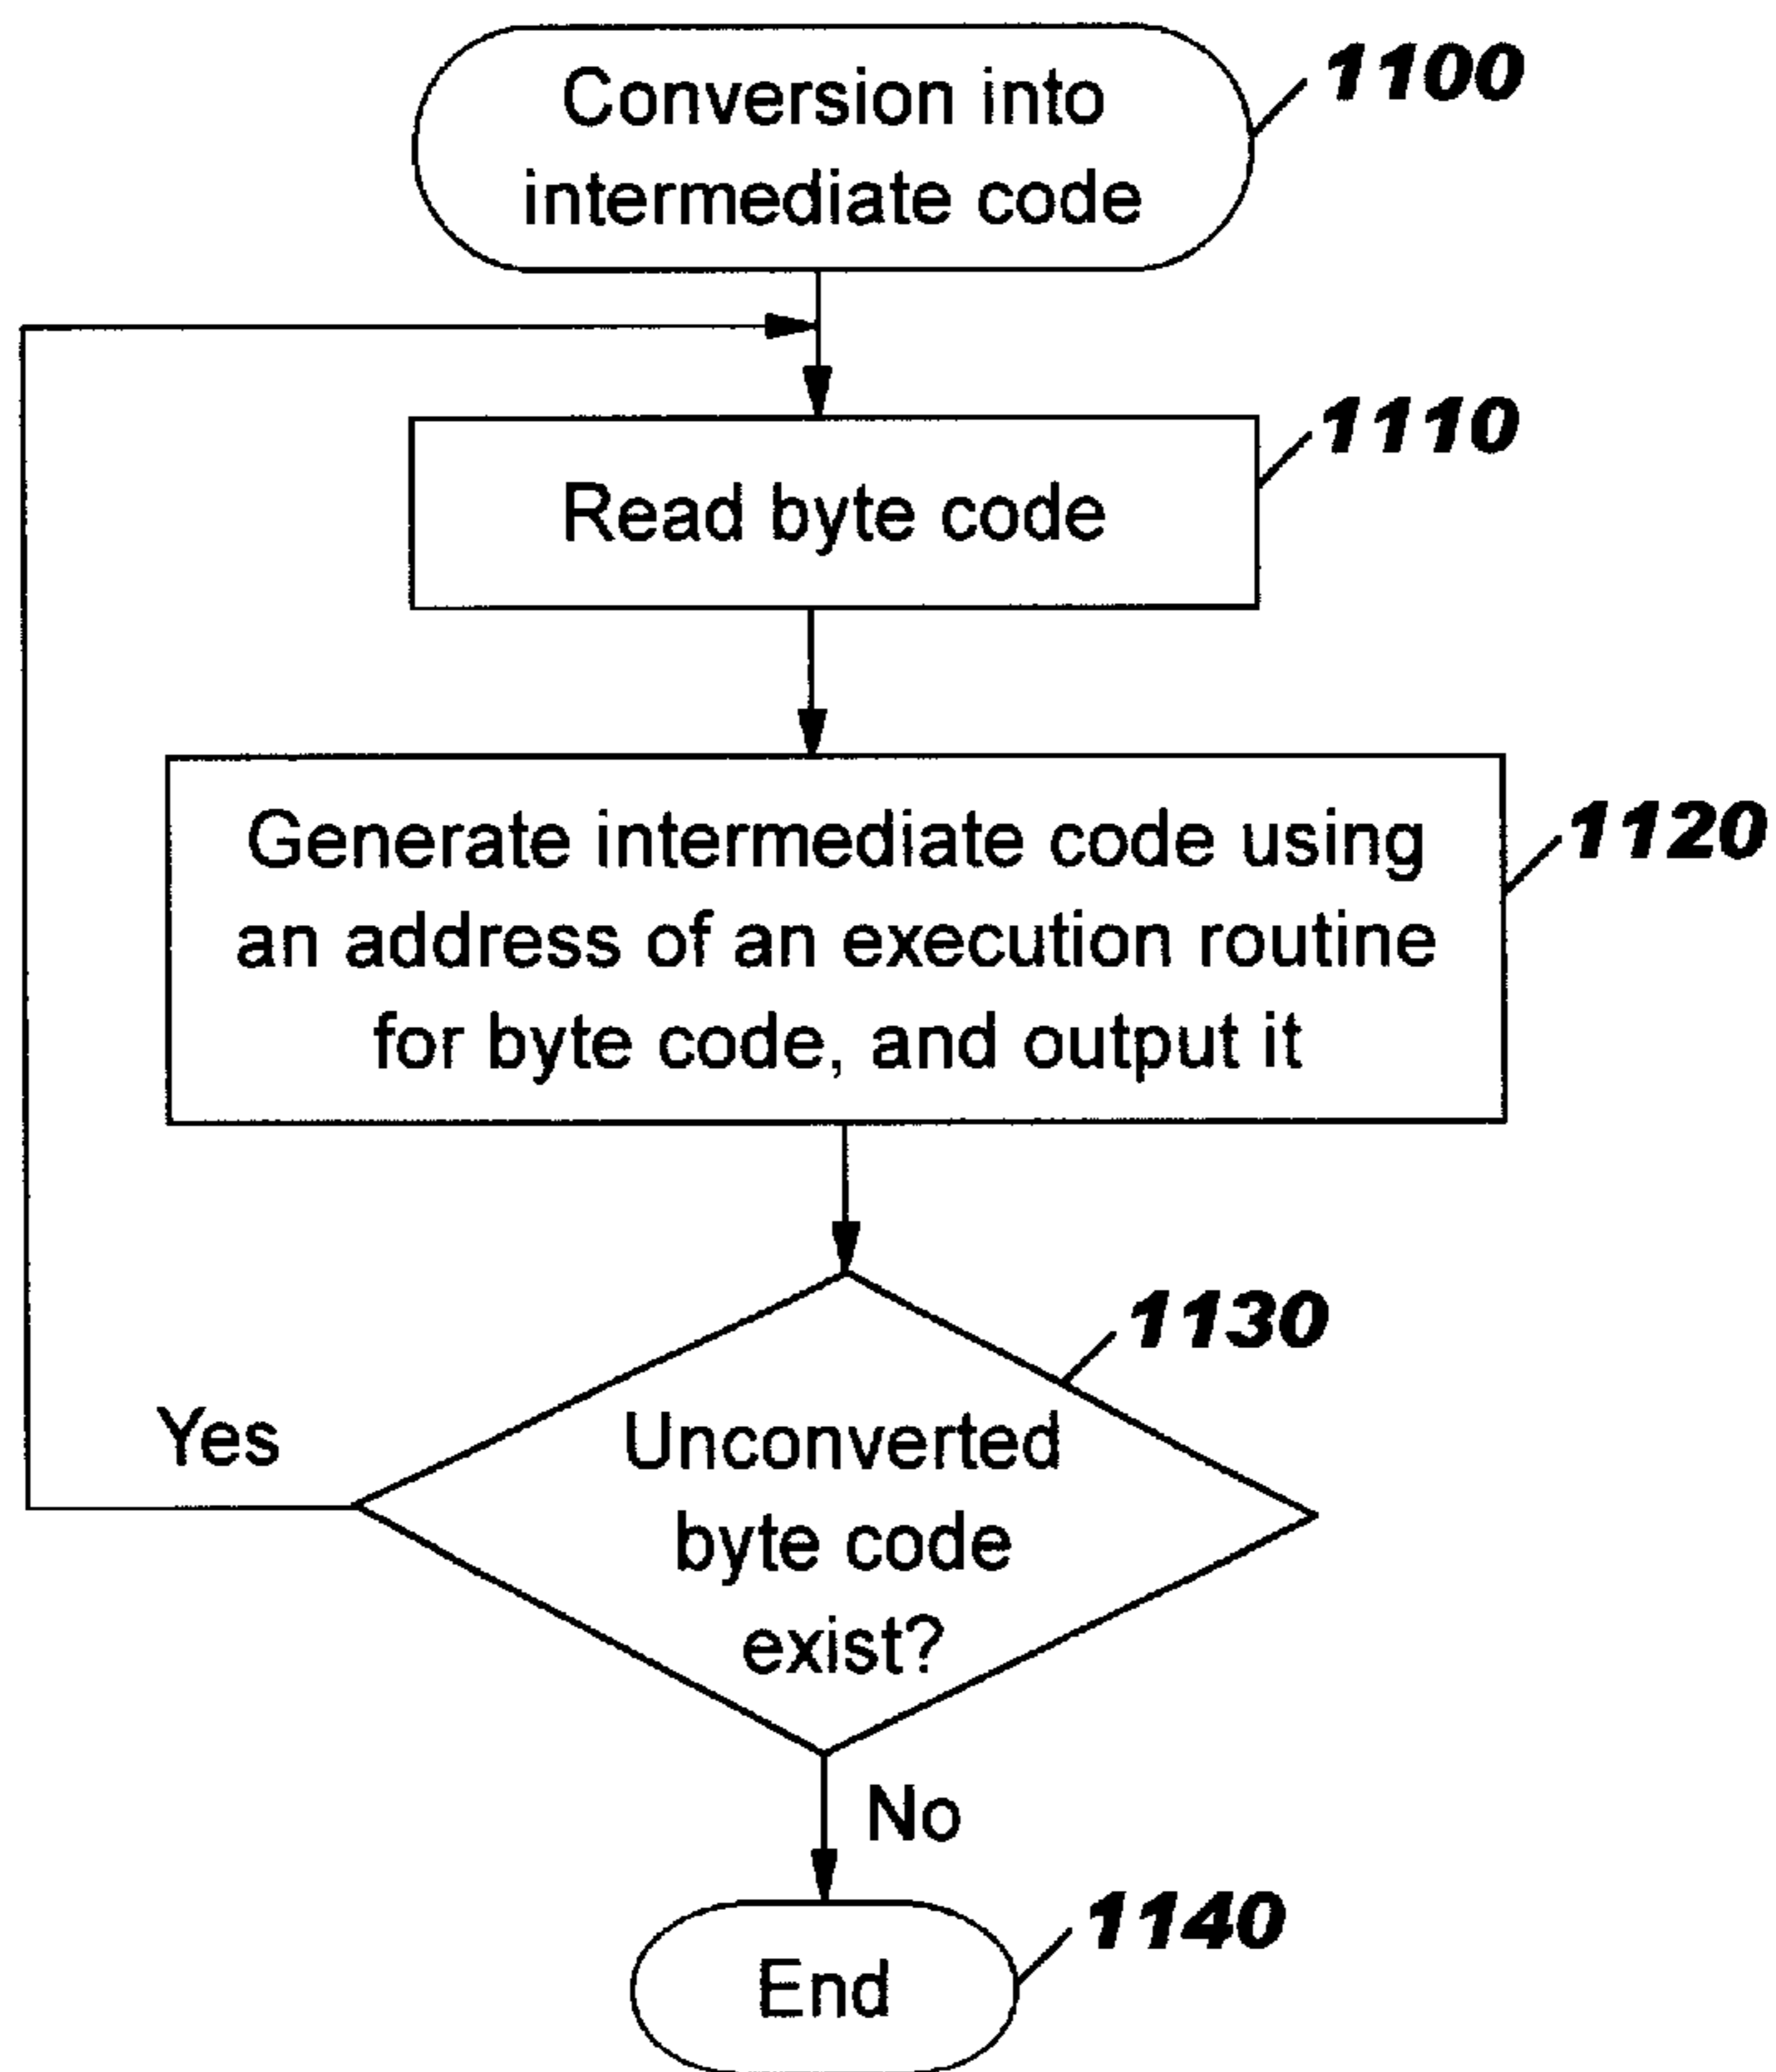 Conversion into
intermediate code
1100
Read byte code
1110
Generate intermediate code using
an address of an execution routine
for byte code, and output it
1120
Unconverted
byte code
exist?
1130
Yes
No
End
1140